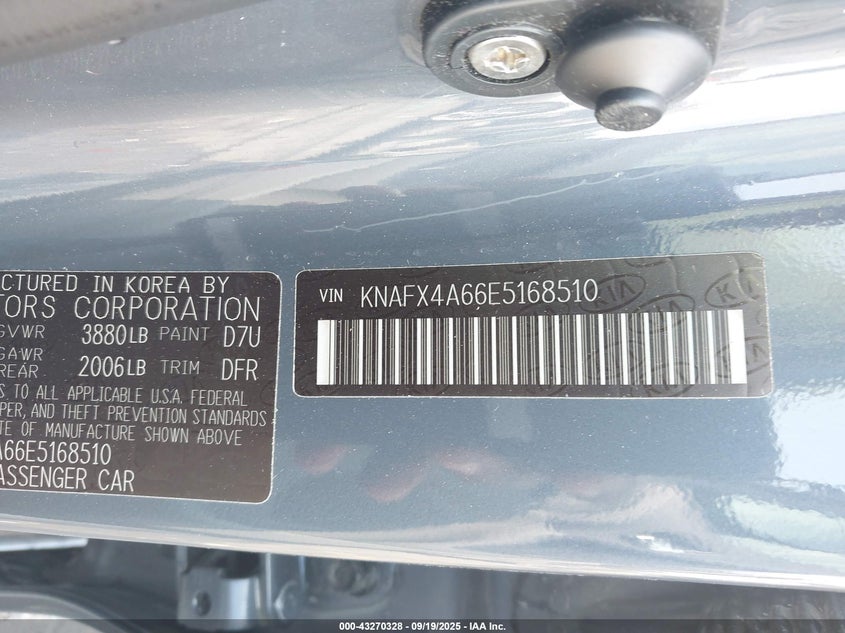 CTURED IN KOREA BY
TORS CORPORATION
GVWR 3880LB PAINT D7U
GAWR
REAR 2006LB TRIM DFR
S TO ALL APPLICABLE U.S.A. FEDERAL
PER, AND THEFT PREVENTION STANDARDS
TE OF MANUFACTURE SHOWN ABOVE
A66E5168510
ASSENGER CAR
VIN KNAFX4A66E5168510
KIA
000-43270328 - 09/19/2025 - IAA Inc.